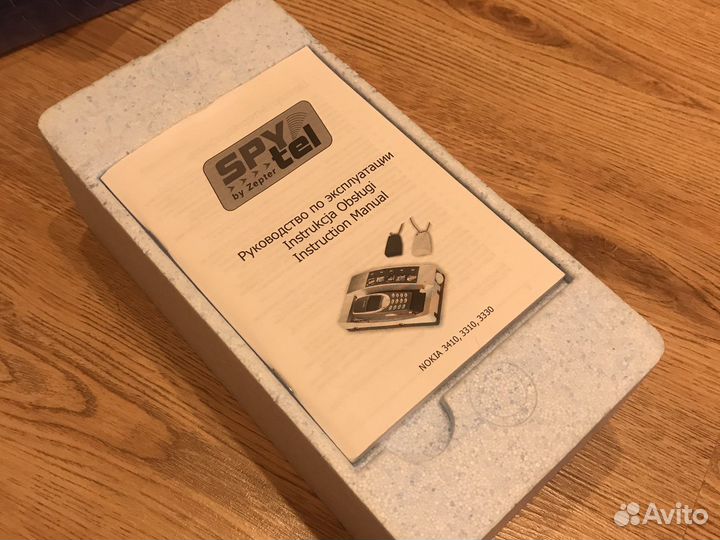 SPY
tel
>>>>>
by Zepter
Руководство по эксплуатации
Instrukcja Obsługi
Instruction Manual
NOKIA 3410, 3310, 3330
Avito